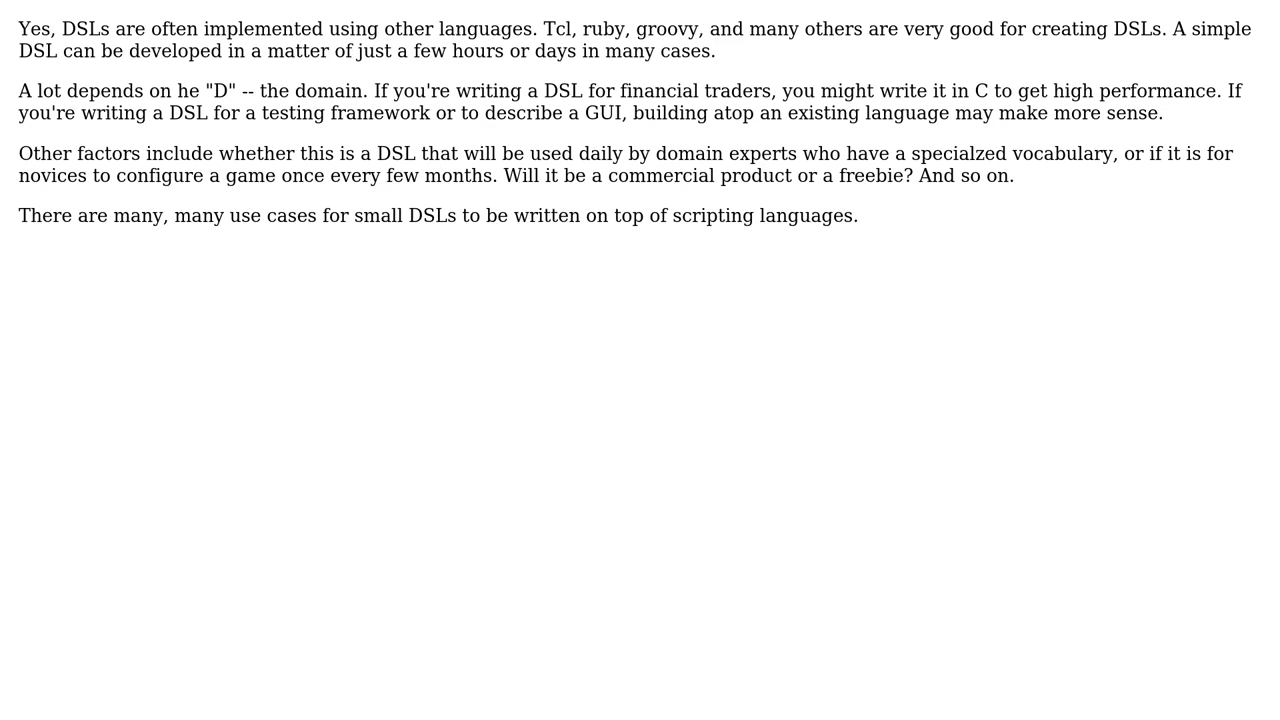 Yes, DSLs are often implemented using other languages. Tcl, ruby, groovy, and many others are very good for creating DSLs. A simple
DSL can be developed in a matter of just a few hours or days in many cases.
A lot depends on he "D" -- the domain. If you're writing a DSL for financial traders, you might write it in C to get high performance. If
you're writing a DSL for a testing framework or to describe a GUI, building atop an existing language may make more sense.
Other factors include whether this is a DSL that will be used daily by domain experts who have a specialzed vocabulary, or if it is for
novices to configure a game once every few months. Will it be a commercial product or a freebie? And so on.
There are many, many use cases for small DSLs to be written on top of scripting languages.